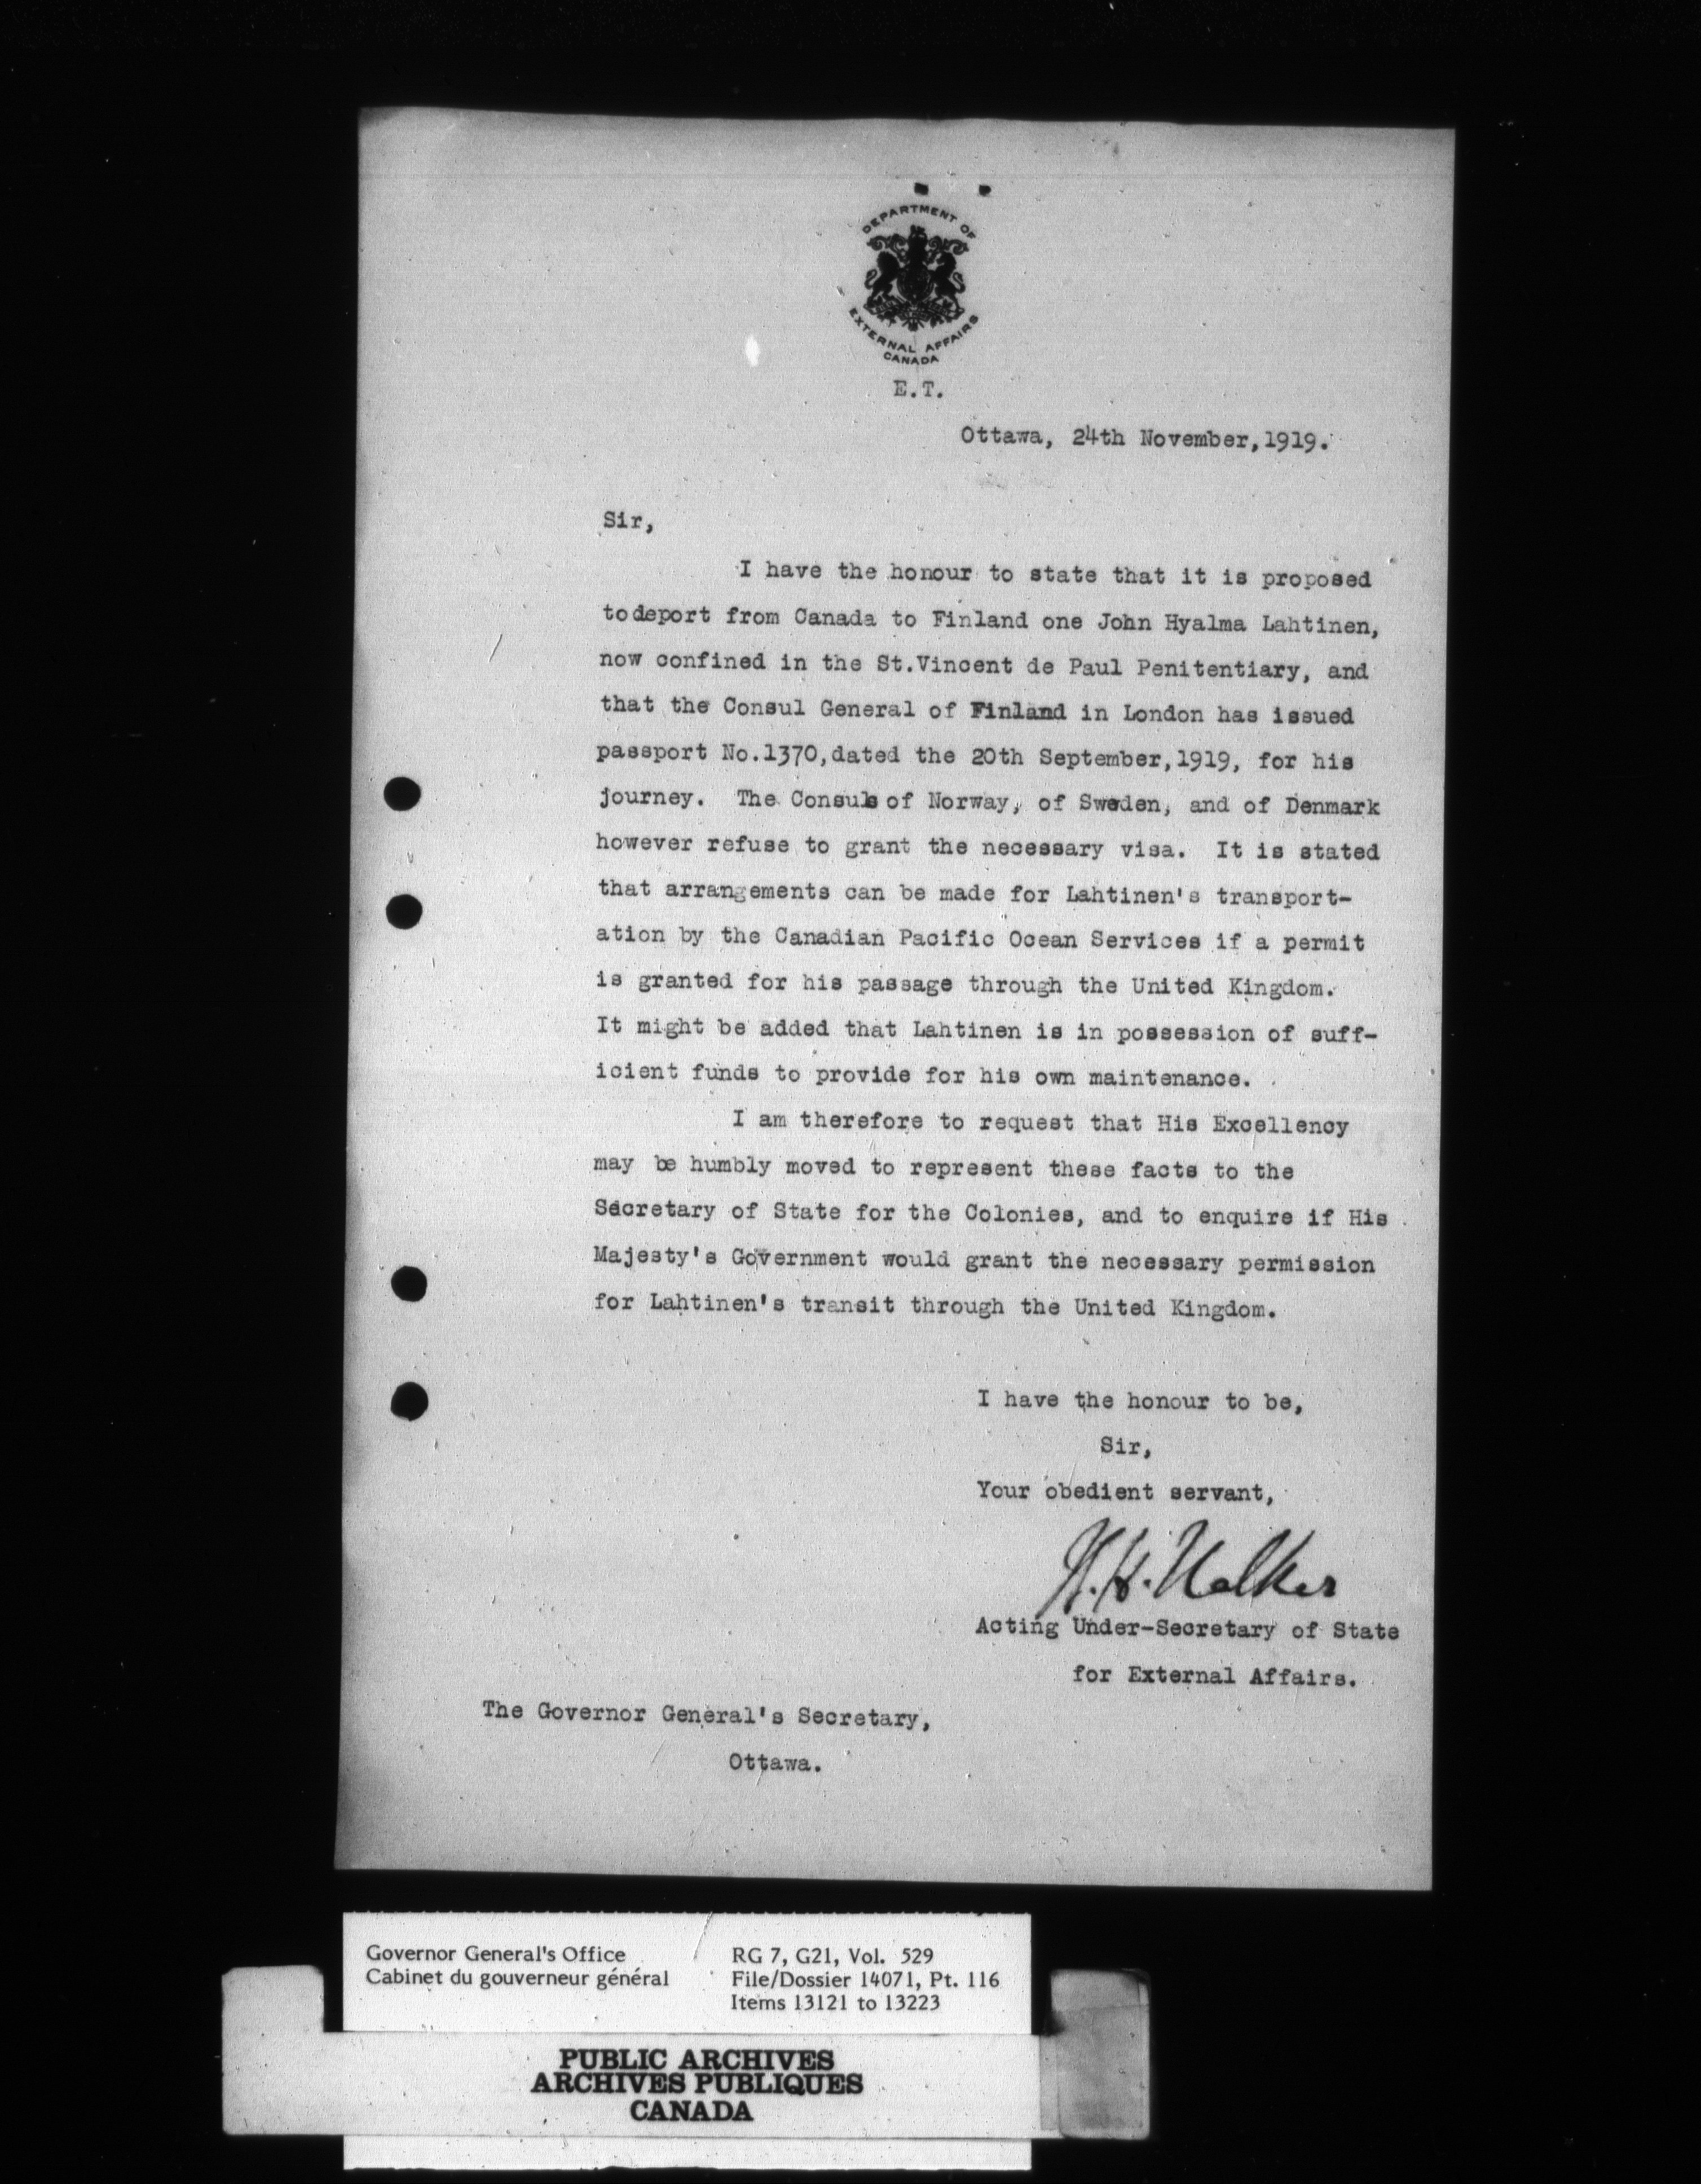 DEPARTMENT OF
EXTERNAL AFFAIRS
CANADA
E.T.
Ottawa, 24th November, 1919.
Sir,
I have the honour to state that it is proposed
to deport from Canada to Finland one John Hyalma Lahtinen,
now confined in the St.Vincent de Paul Penitentiary, and
that the Consul General of Finland in London has issued
passport No.1370, dated the 20th September, 1919, for his
journey. The Consuls of Norway, of Sweden, and of Denmark
however refuse to grant the necessary visa. It is stated
that arrangements can be made for Lahtinen's transport-
ation by the Canadian Pacific Ocean Services if a permit
is granted for his passage through the United Kingdom.
It might be added that Lahtinen is in possession of suff-
icient funds to provide for his own maintenance.
I am therefore to request that His Excellency
may be humbly moved to represent these facts to the
Secretary of State for the Colonies, and to enquire if His
Majesty's Government would grant the necessary permission
for Lahtinen's transit through the United Kingdom.
I have the honour to be,
Sir,
Your obedient servant,
W.H. Walker
Acting Under-Secretary of State
for External Affairs.
The Governor General's Secretary,
Ottawa.
Governor General's Office RG 7, G21, Vol. 529
Cabinet du gouverneur général File/Dossier 14071, Pt. 116
Items 13121 to 13223
PUBLIC ARCHIVES
ARCHIVES PUBLIQUES
CANADA